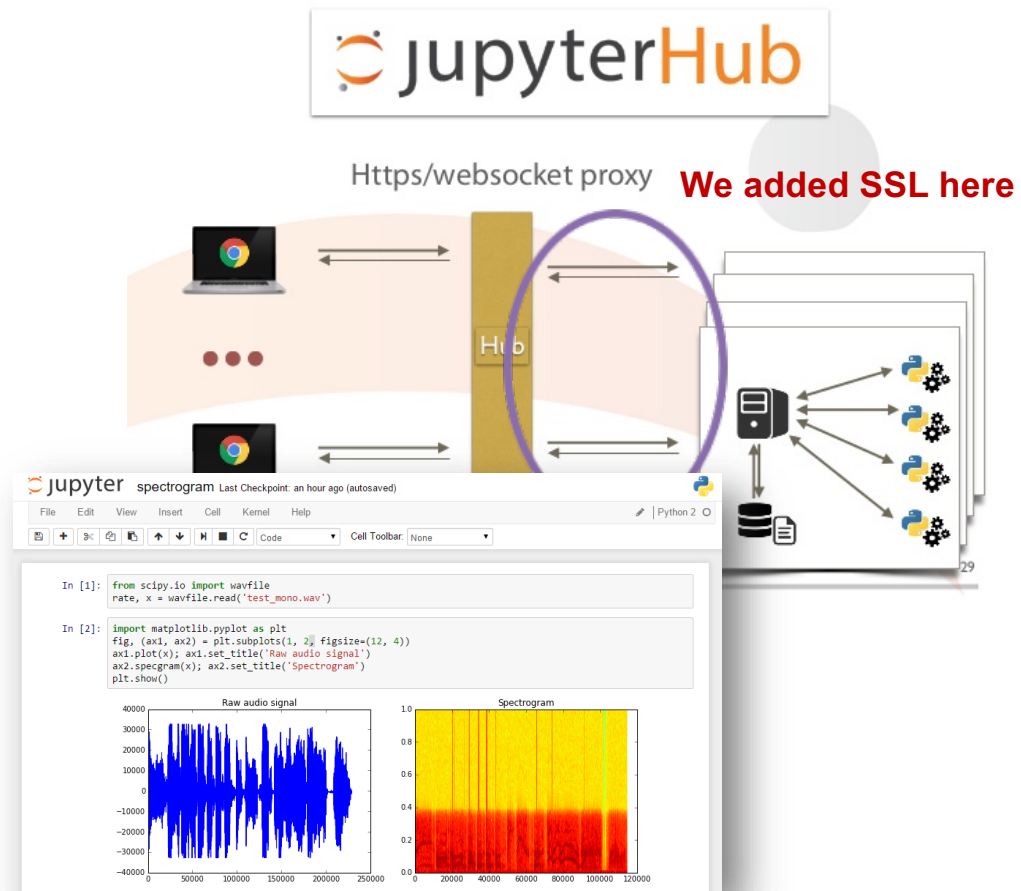 jupyterHub
Https/websocket proxy
We added SSL here
Hub
29
jupyter spectrogram Last Checkpoint: an hour ago (autosaved)
File Edit View Insert Cell Kernel Help Python 2
Code Cell Toolbar: None
In [1]: from scipy.io import wavfile
rate, x = wavfile.read('test_mono.wav')
In [2]: import matplotlib.pyplot as plt
fig, (ax1, ax2) = plt.subplots(1, 2, figsize=(12, 4))
ax1.plot(x); ax1.set_title('Raw audio signal')
ax2.specgram(x); ax2.set_title('Spectrogram')
plt.show()
Raw audio signal
40000
30000
20000
10000
0
−10000
−20000
−30000
−40000
0 50000 100000 150000 200000 250000
Spectrogram
1.0
0.8
0.6
0.4
0.2
0.0
0 20000 40000 60000 80000 100000 120000